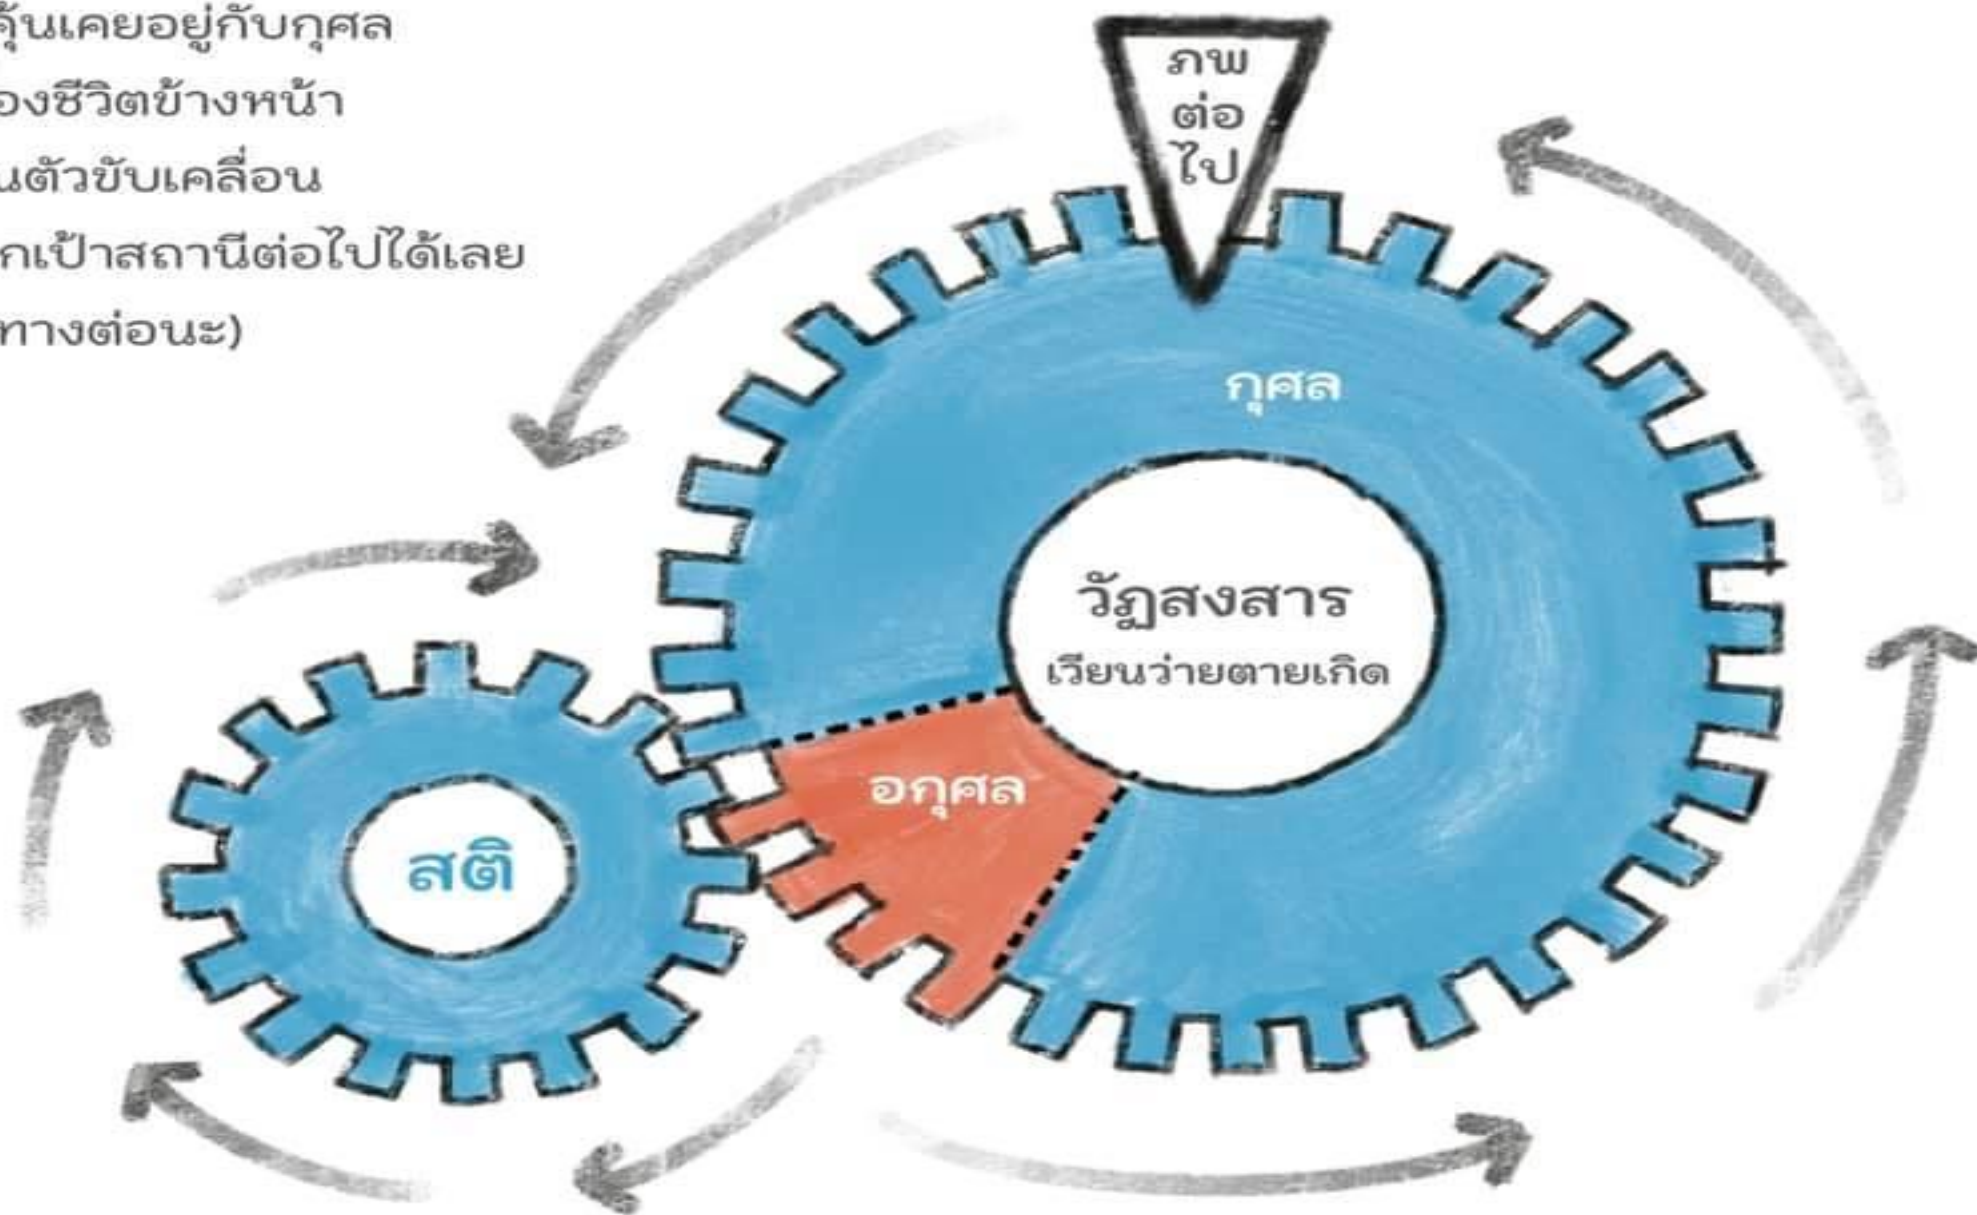 คุ้นเคยอยู่กับกุศล
องชีวิตข้างหน้า
นตัวขับเคลื่อน
กเป้าสถานีต่อไปได้เลย
ทางต่อนะ)
ภพ
ต่อ
ไป
กุศล
วัฏสงสาร
เวียนว่ายตายเกิด
อกุศล
สติ